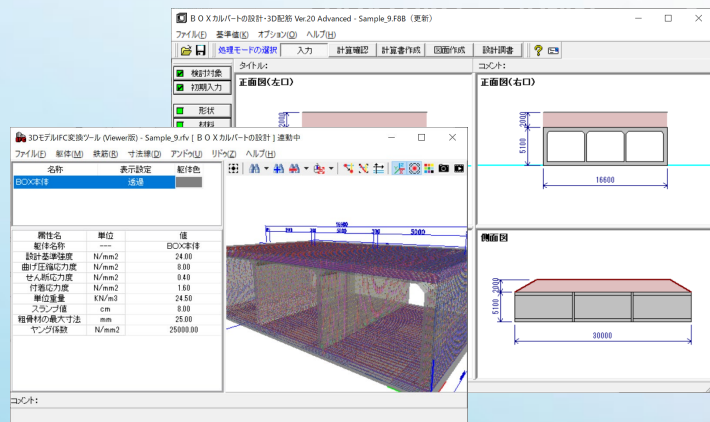 BOXカルバートの設計・3D配筋 Ver.20 Advanced - Sample_9.F8B (更新)
ファイル(F) 基準値(K) オプション(O) ヘルプ(H)
処理モードの選択 入力 計算確認 計算書作成 図面作成 設計調書
検討対象
初期入力
形状
材料
タイトル:
正面図(左口)
2000
コメント:
正面図(右口)
2000
5100
16600
側面図
2000
5100
30000
3DモデルIFC変換ツール (Viewer版) - Sample_9.rfv [ BOXカルバートの設計 ] 連動中
ファイル(F) 躯体(M) 鉄筋(R) 寸法線(D) アンドゥ(U) リドゥ(Z) ヘルプ(H)
名称 表示設定 躯体色
BOX本体 透過
属性名 単位 値
躯体名称 --- BOX本体
設計基準強度 N/mm2 24.00
曲げ圧縮応力度 N/mm2 8.00
せん断応力度 N/mm2 0.40
付着応力度 N/mm2 1.60
単位重量 KN/m3 24.50
スランプ値 cm 8.00
粗骨材の最大寸法 mm 25.00
ヤング係数 N/mm2 25000.00
16600
5000
コメント: